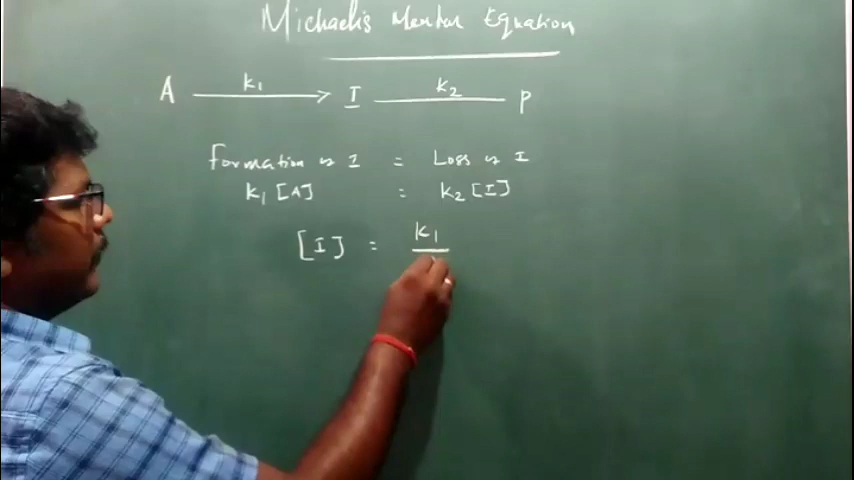 Michaelis Menten Equation
A k1 I k2 P
Formation of I = Loss of I
k1 [A] = k2 [I]
[I] = k1